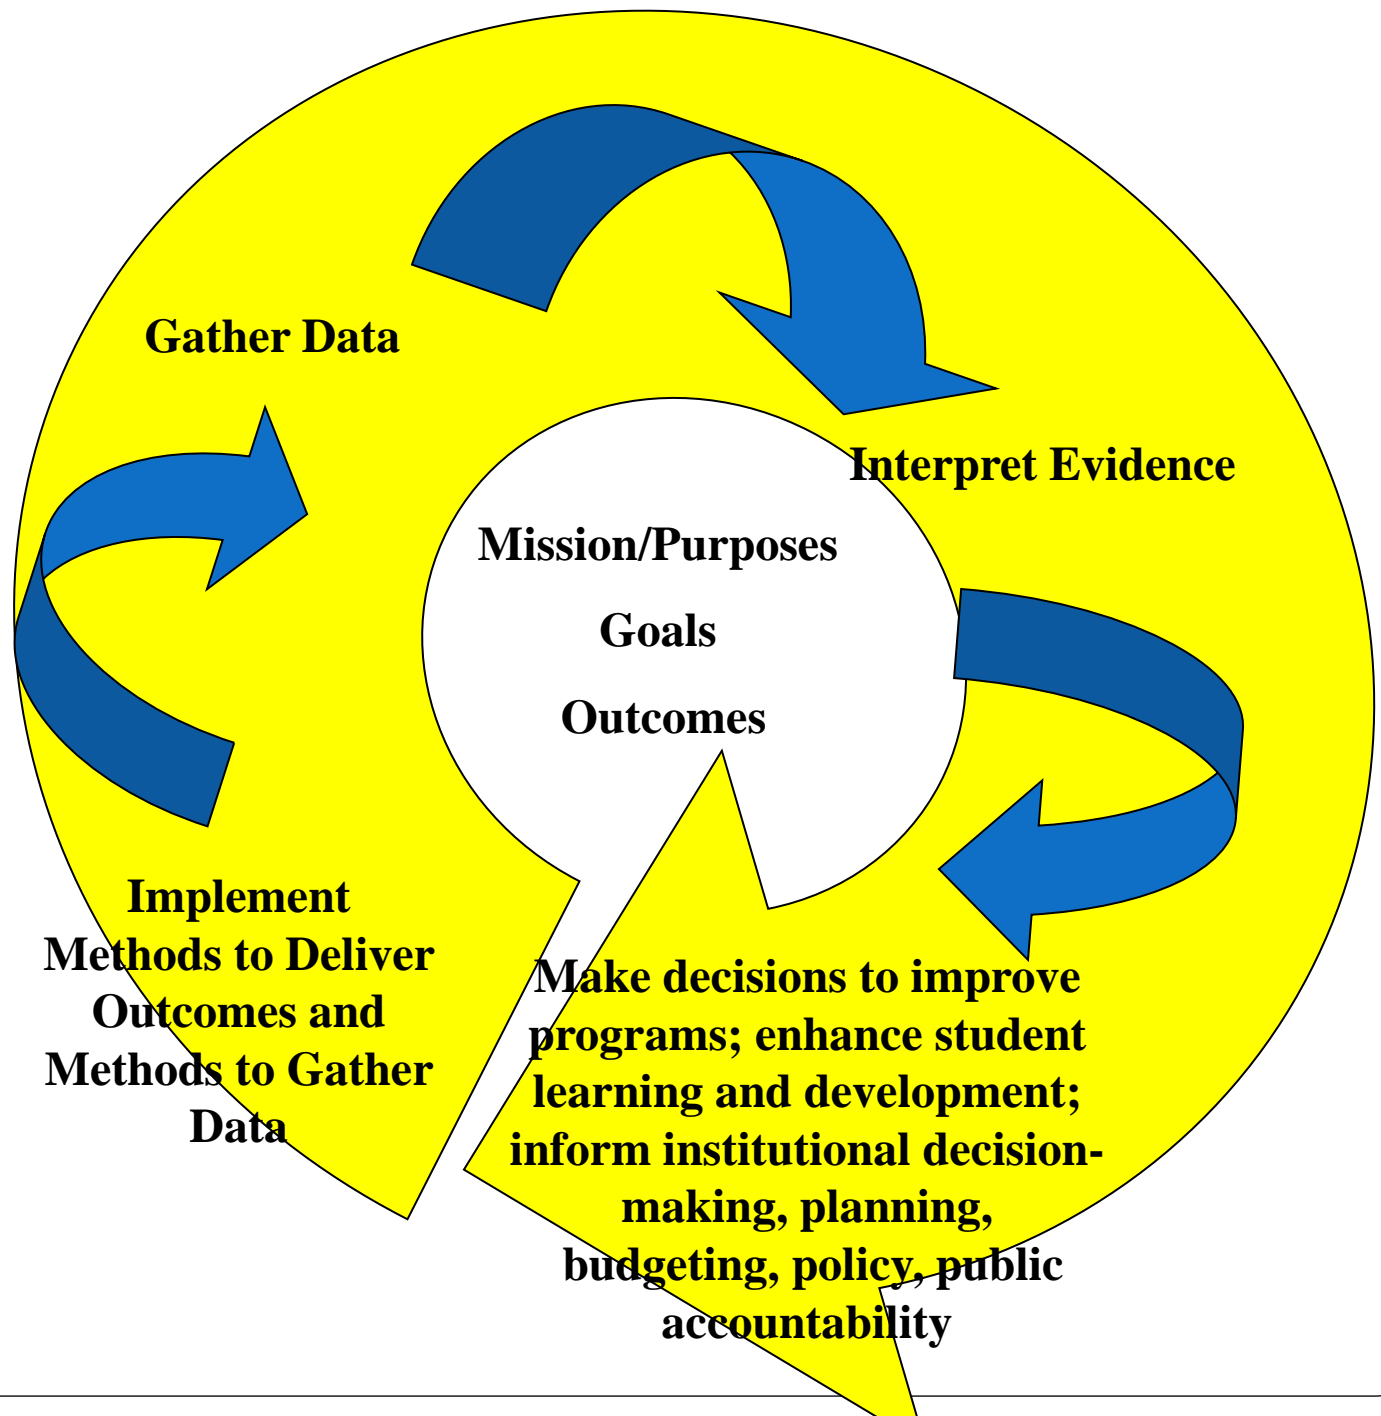 Gather Data
Interpret Evidence
Mission/Purposes
Goals
Outcomes
Implement
Methods to Deliver
Outcomes and
Methods to Gather
Data
Make decisions to improve
programs; enhance student
learning and development;
inform institutional decision-
making, planning,
budgeting, policy, public
accountability